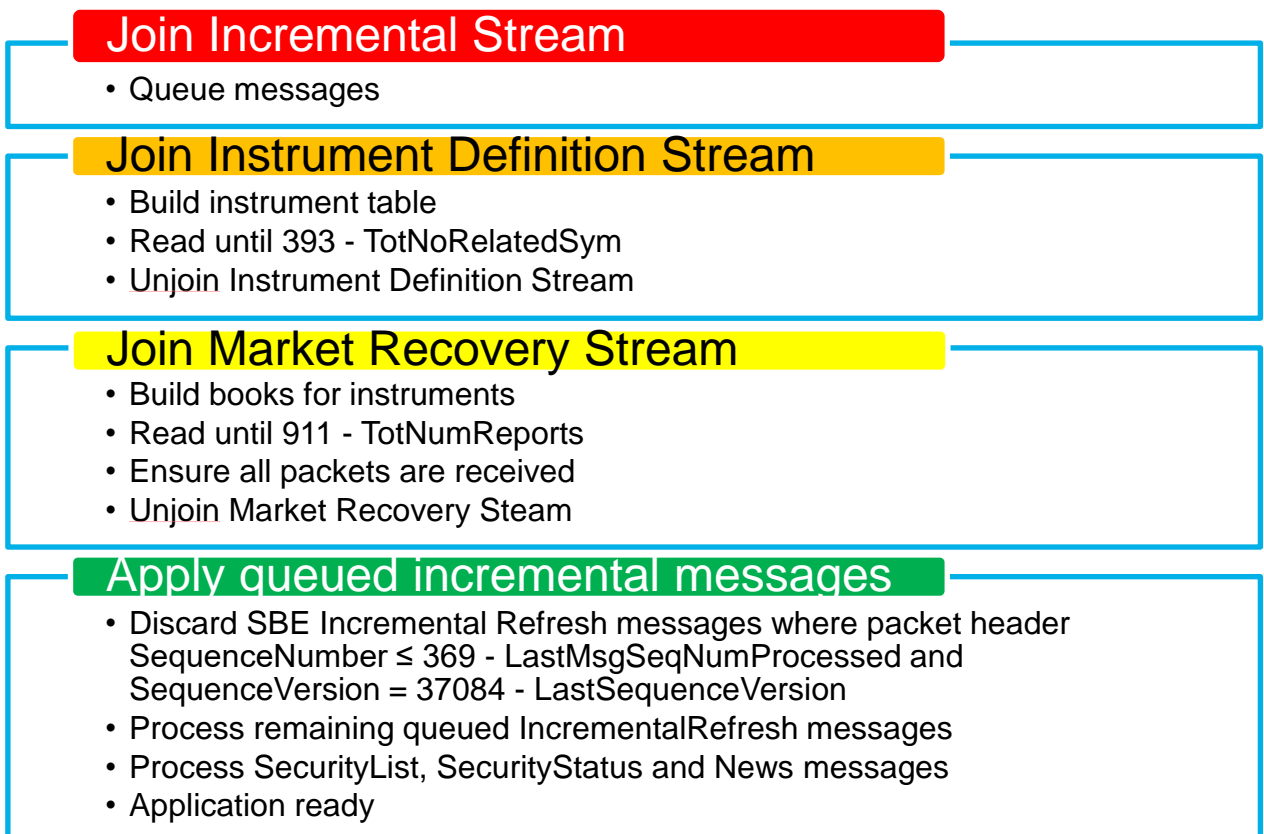 Join Incremental Stream
• Queue messages
Join Instrument Definition Stream
• Build instrument table
• Read until 393 - TotNoRelatedSym
• Unjoin Instrument Definition Stream
Join Market Recovery Stream
• Build books for instruments
• Read until 911 - TotNumReports
• Ensure all packets are received
• Unjoin Market Recovery Steam
Apply queued incremental messages
• Discard SBE Incremental Refresh messages where packet header
SequenceNumber ≤ 369 - LastMsgSeqNumProcessed and
SequenceVersion = 37084 - LastSequenceVersion
• Process remaining queued IncrementalRefresh messages
• Process SecurityList, SecurityStatus and News messages
• Application ready